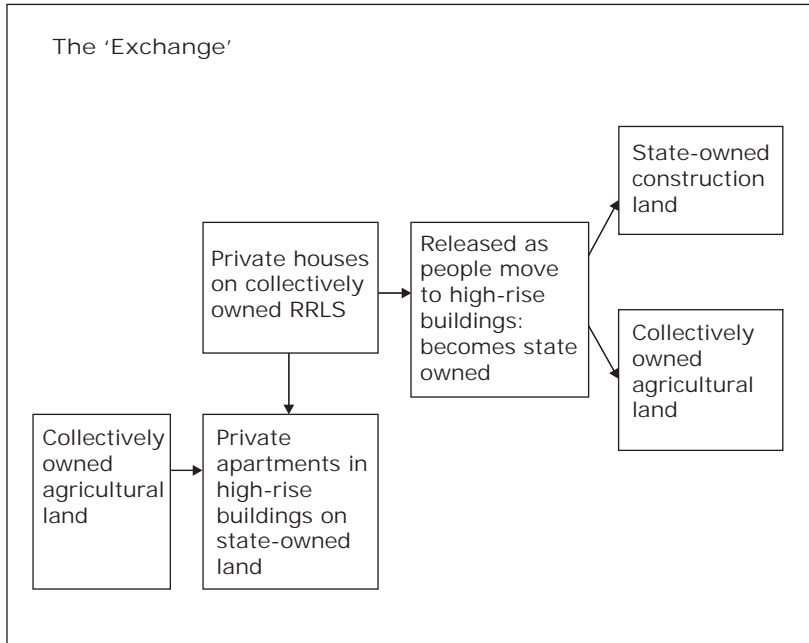 The ‘Exchange’
State-owned
construction
land
Private houses
on collectively
owned RRLS
Released as
people move
to high-rise
buildings:
becomes state
owned
Collectively
owned
agricultural
land
Collectively
owned
agricultural
land
Private
apartments in
high-rise
buildings on
state-owned
land